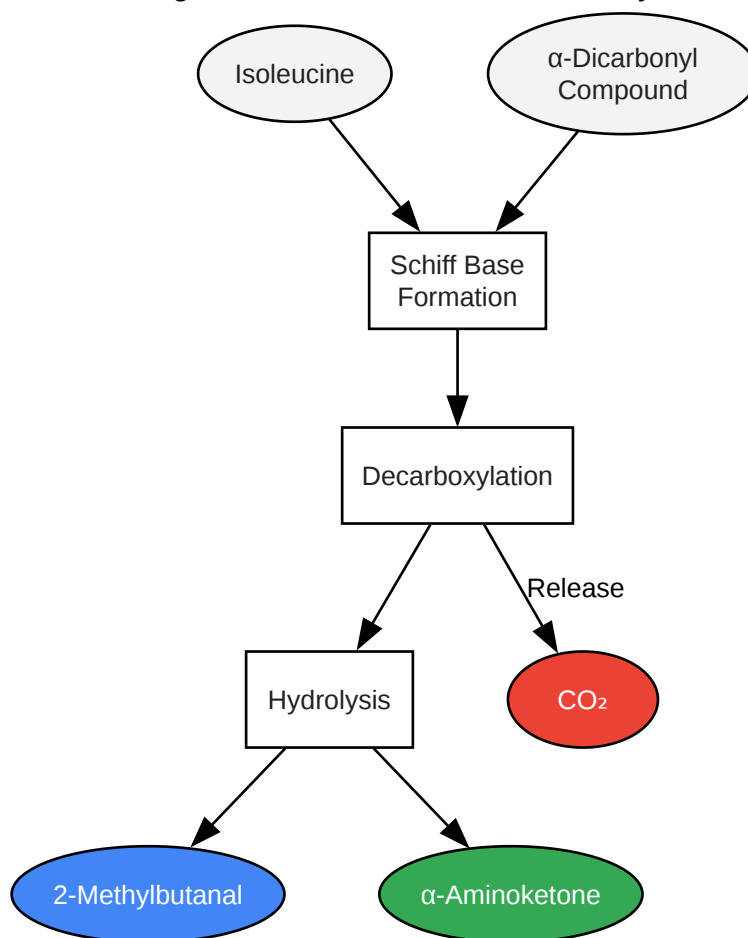 Isoleucine
α-Dicarbonyl
Compound
Schiff Base
Formation
Decarboxylation
Release
Hydrolysis
CO₂
2-Methylbutanal
α-Aminoketone